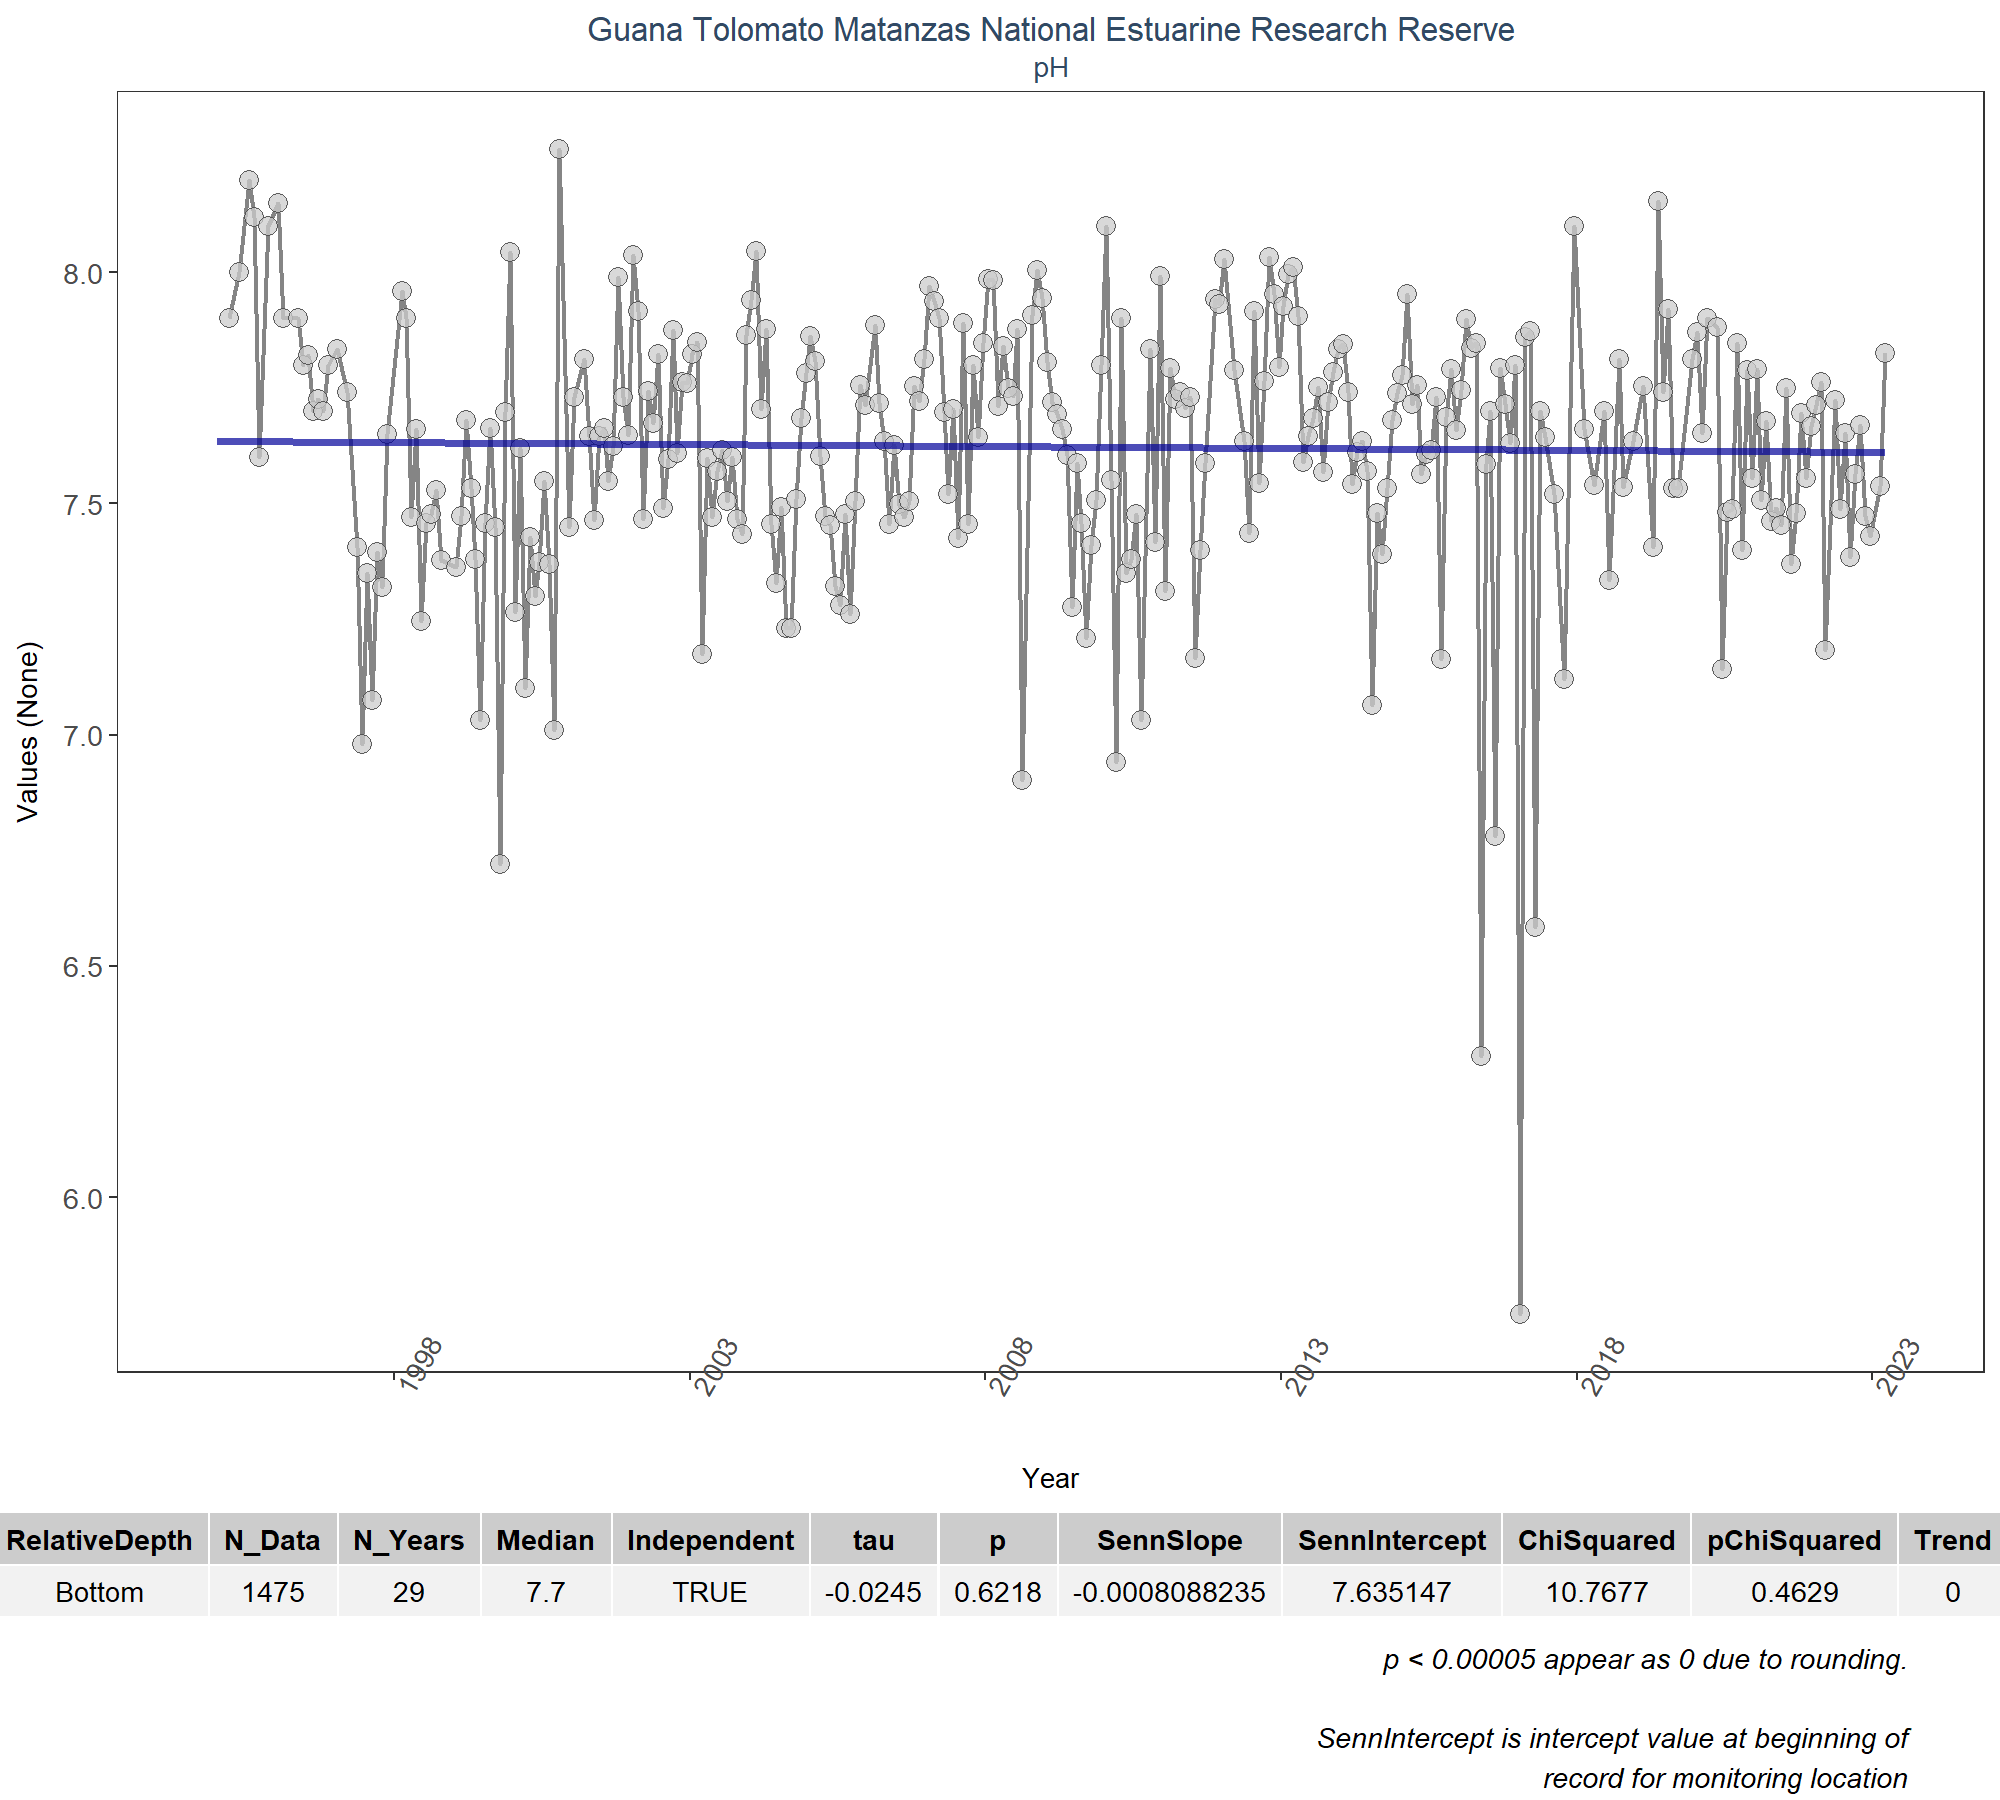 Guana Tolomato Matanzas National Estuarine Research Reserve
pH
8.0
7.5
7.0
6.5
6.0
Values (None)
1998
2003
2008
2013
2018
2023
Year
RelativeDepth N_Data N_Years Median Independent tau p SennSlope SennIntercept ChiSquared pChiSquared Trend
Bottom 1475 29 7.7 TRUE -0.0245 0.6218 -0.0008088235 7.635147 10.7677 0.4629 0
p < 0.00005 appear as 0 due to rounding.
SennIntercept is intercept value at beginning of
record for monitoring location